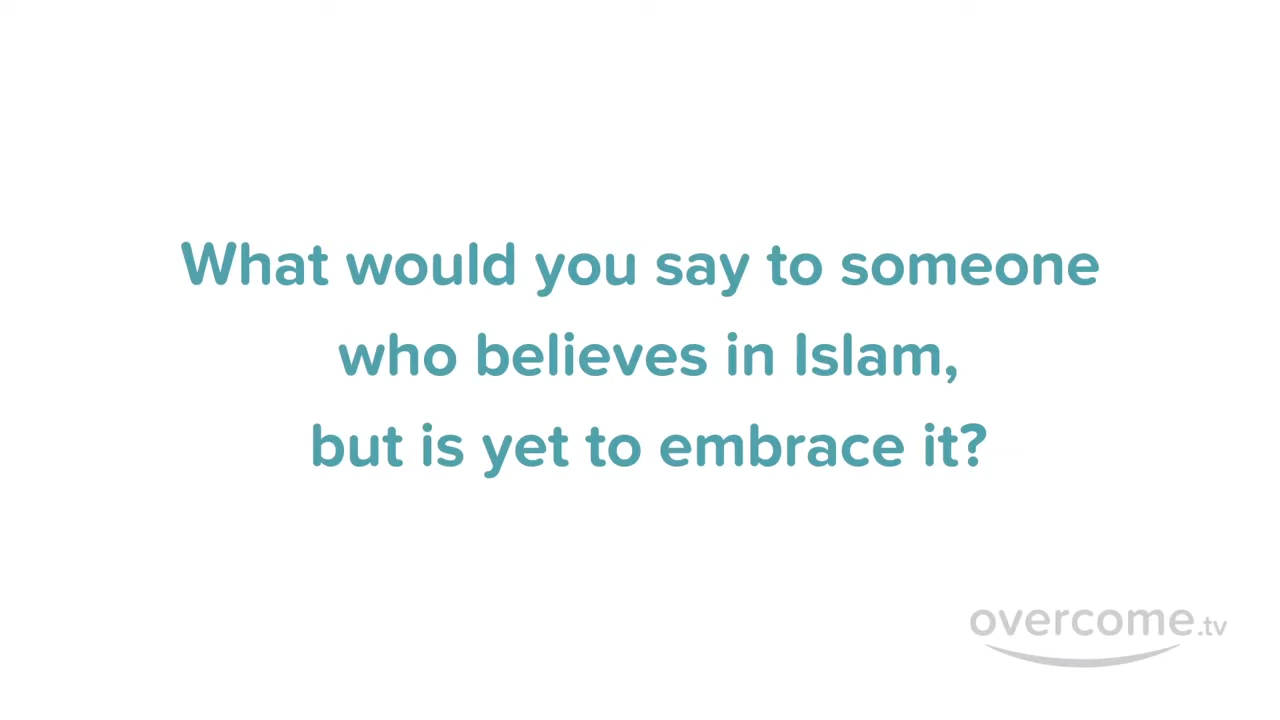 What would you say to someone
who believes in Islam,
but is yet to embrace it?
overcome.tv